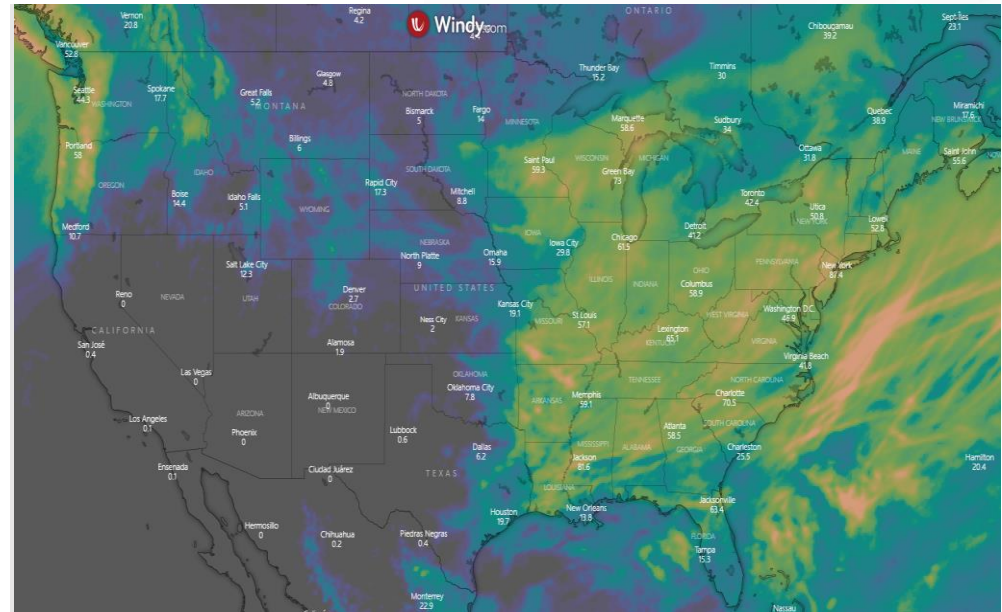 Vernon
20.8
Regina
4.2
Windy.com
ONTARIO
Chibougamau
39.2
Sept-Îles
23.1
Vancouver
52.8
Thunder Bay
15.2
Timmins
30
Glasgow
4.8
Seattle
44.3
WASHINGTON
Spokane
17.7
Great Falls
5.2
MONTANA
NORTH DAKOTA
Bismarck
5
Fargo
14
MINNESOTA
Marquette
58.6
Sudbury
34
Quebec
38.9
Miramichi
17.6
NEW BRUNSWICK
Portland
58
Billings
6
Ottawa
31.8
MAINE
Saint John
55.6
OREGON
IDAHO
Boise
14.4
Idaho Falls
5.1
WYOMING
Rapid City
17.3
SOUTH DAKOTA
Mitchell
8.8
Saint Paul
59.3
WISCONSIN
Green Bay
73
MICHIGAN
Toronto
42.4
Utica
50.8
NEW YORK
Lowell
52.8
Medford
10.7
Detroit
41.2
Salt Lake City
12.3
UTAH
North Platte
9
NEBRASKA
Omaha
15.9
IOWA
Iowa City
29.8
Chicago
61.5
PENNSYLVANIA
New York
87.4
Reno
0
NEVADA
Denver
2.7
COLORADO
UNITED STATES
ILLINOIS
INDIANA
OHIO
Columbus
58.9
CALIFORNIA
Ness City
2
KANSAS
Kansas City
19.1
MISSOURI
St Louis
57.1
WEST VIRGINIA
Washington D.C.
46.9
San José
0.4
Alamosa
1.9
Lexington
65.1
KENTUCKY
VIRGINIA
Virginia Beach
41.8
Las Vegas
0
OKLAHOMA
Oklahoma City
7.8
TENNESSEE
NORTH CAROLINA
Charlotte
70.5
Albuquerque
0
NEW MEXICO
ARKANSAS
Memphis
59.1
Los Angeles
0.1
ARIZONA
Phoenix
0
Lubbock
0.6
Atlanta
58.5
SOUTH CAROLINA
Dallas
6.2
MISSISSIPPI
ALABAMA
GEORGIA
Charleston
25.5
Ensenada
0.1
Ciudad Juárez
0
TEXAS
Jackson
81.6
Hamilton
20.4
LOUISIANA
Houston
19.7
New Orleans
13.8
Jacksonville
63.4
Hermosillo
0
Chihuahua
0.2
Piedras Negras
0.4
FLORIDA
Tampa
15.3
Monterrey
22.9
Nassau